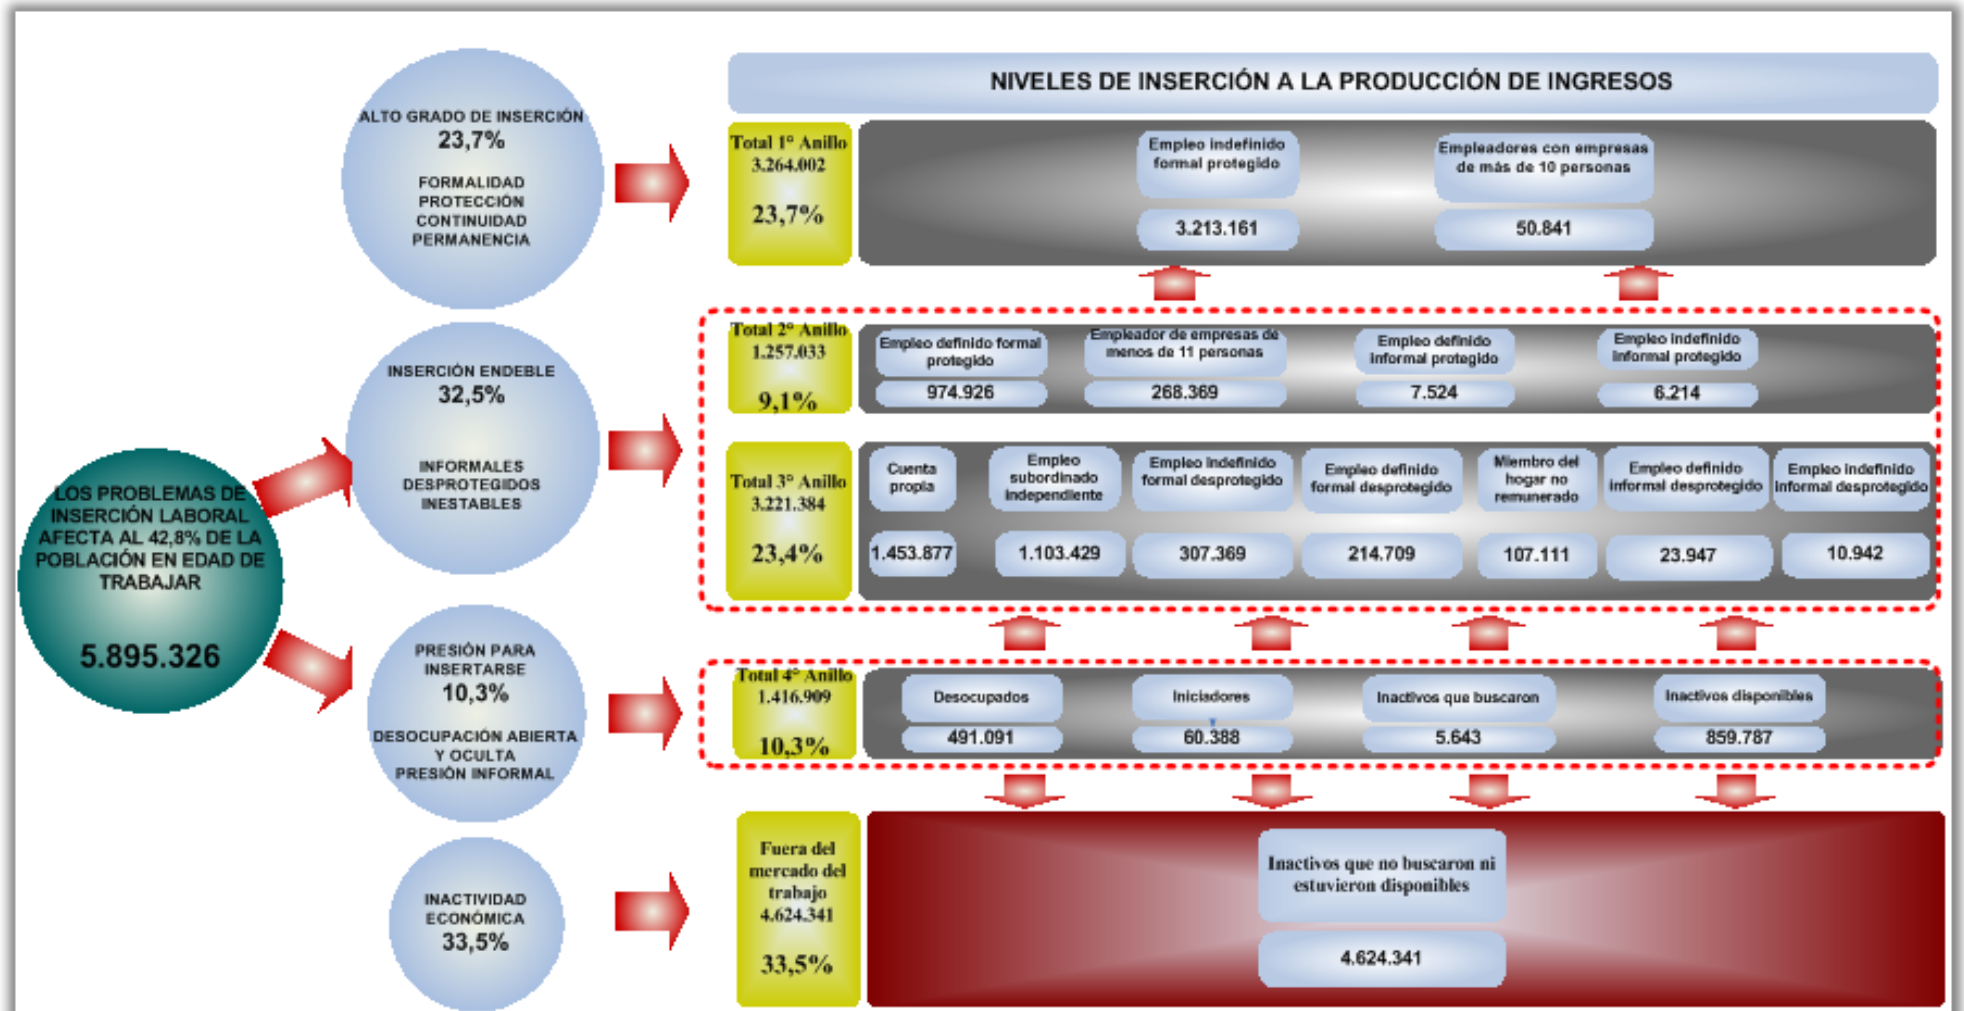 NIVELES DE INSERCIÓN A LA PRODUCCIÓN DE INGRESOS
ALTO GRADO DE INSERCIÓN
23,7%
FORMALIDAD
PROTECCIÓN
CONTINUIDAD
PERMANENCIA
Total 1° Anillo
3.264.002
23,7%
Empleo indefinido
formal protegido
3.213.161
Empleadores con empresas
de más de 10 personas
50.841
INSERCIÓN ENDEBLE
32,5%
INFORMALES
DESPROTEGIDOS
INESTABLES
Total 2° Anillo
1.257.033
9,1%
Empleo definido formal
protegido
974.926
Empleador de empresas de
menos de 11 personas
268.369
Empleo definido
informal protegido
7.524
Empleo indefinido
informal protegido
6.214
Total 3° Anillo
3.221.384
23,4%
Cuenta
propia
1.453.877
Empleo
subordinado
independiente
1.103.429
Empleo indefinido
formal desprotegido
307.369
Empleo definido
formal desprotegido
214.709
Miembro del
hogar no
remunerado
107.111
Empleo definido
informal desprotegido
23.947
Empleo indefinido
informal desprotegido
10.942
LOS PROBLEMAS DE
INSERCIÓN LABORAL
AFECTA AL 42,8% DE LA
POBLACIÓN EN EDAD DE
TRABAJAR
5.895.326
PRESIÓN PARA
INSERTARSE
10,3%
DESOCUPACIÓN ABIERTA
Y OCULTA
PRESIÓN INFORMAL
Total 4° Anillo
1.416.909
10,3%
Desocupados
491.091
Iniciadores
60.388
Inactivos que buscaron
5.643
Inactivos disponibles
859.787
INACTIVIDAD
ECONÓMICA
33,5%
Fuera del
mercado del
trabajo
4.624.341
33,5%
Inactivos que no buscaron ni
estuvieron disponibles
4.624.341